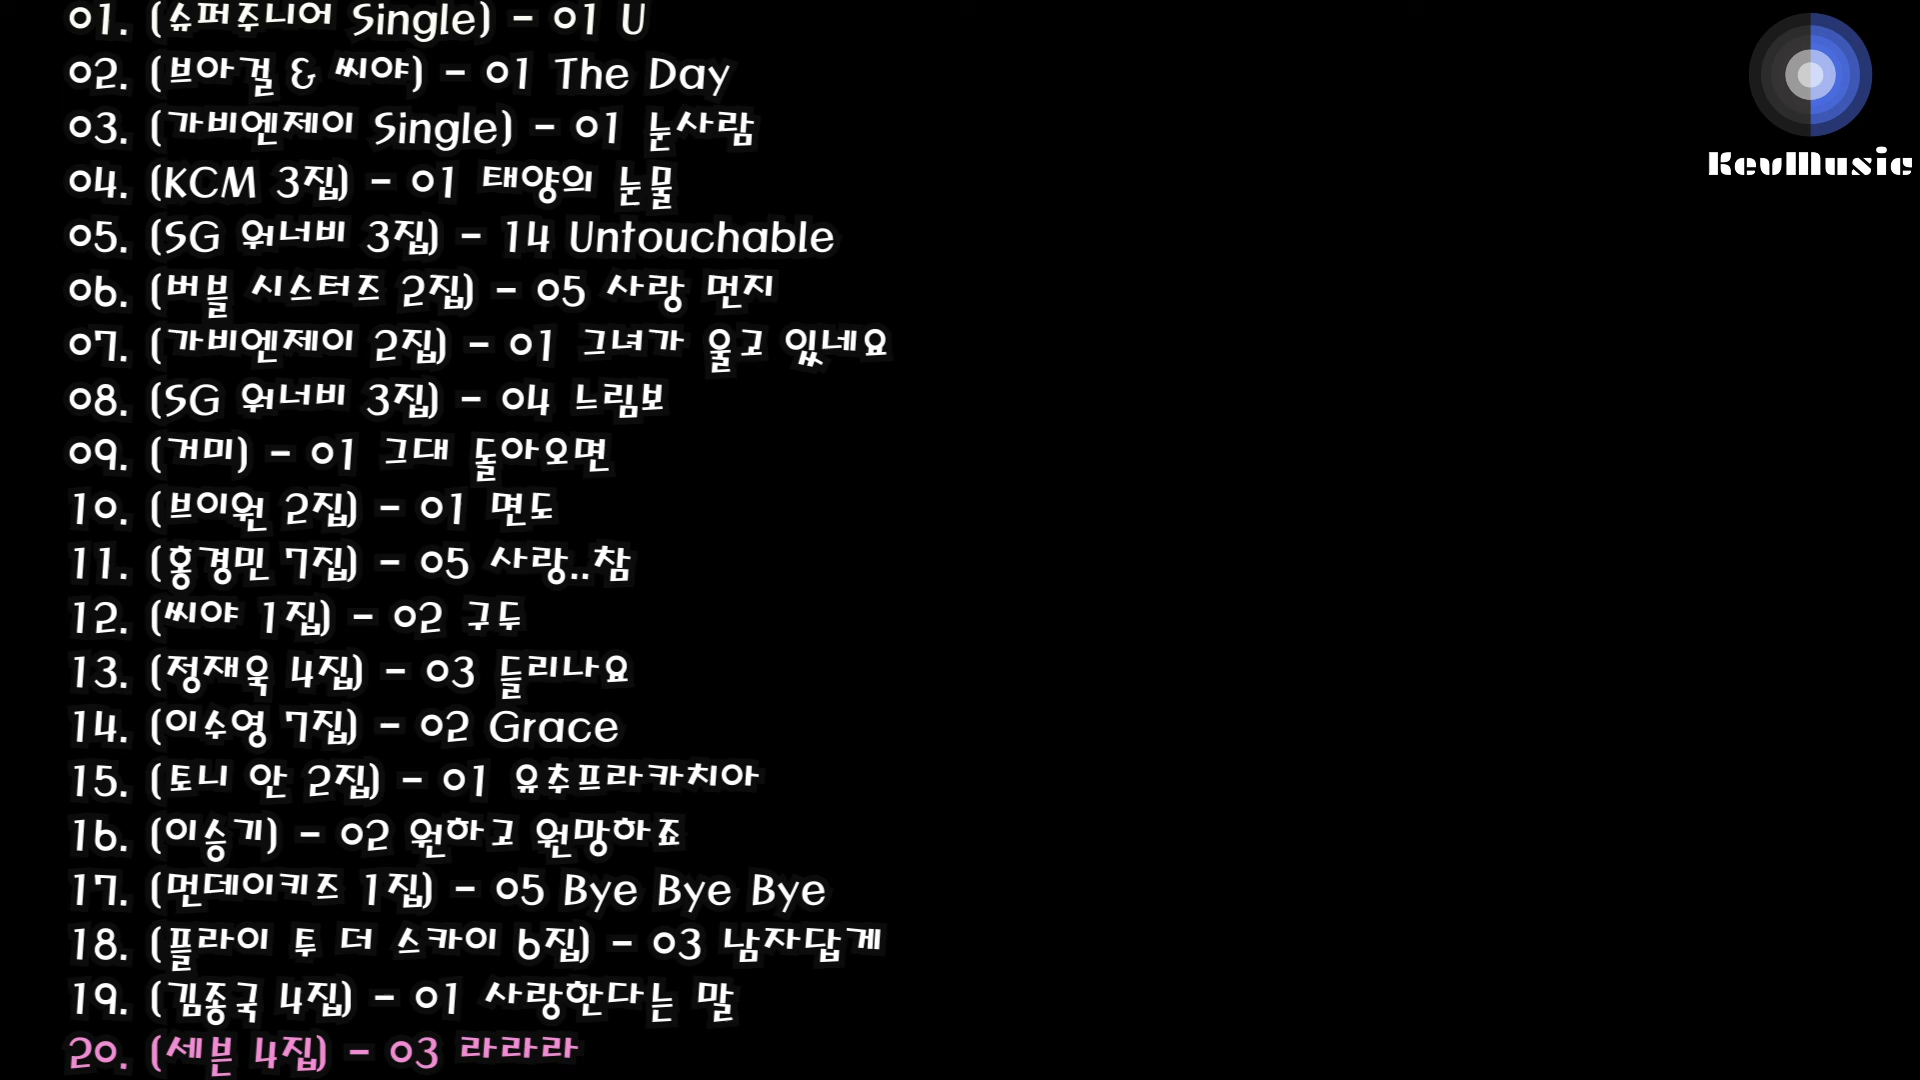 01. (슈퍼주니어 Single) - 01 U
02. (브아걸 & 씨야) - 01 The Day
03. (가비엔제이 Single) - 01 눈사람
04. (KCM 3집) - 01 태양의 눈물
05. (SG 워너비 3집) - 14 Untouchable
06. (버블 시스터즈 2집) - 05 사랑 먼지
07. (가비엔제이 2집) - 01 그녀가 울고 있네요
08. (SG 워너비 3집) - 04 느림보
09. (거미) - 01 그대 돌아오면
10. (브이원 2집) - 01 면도
11. (홍경민 7집) - 05 사랑..참
12. (씨야 1집) - 02 구두
13. (정재욱 4집) - 03 들리나요
14. (이수영 7집) - 02 Grace
15. (토니 안 2집) - 01 유추프라카치아
16. (이승기) - 02 원하고 원망하죠
17. (먼데이키즈 1집) - 05 Bye Bye Bye
18. (플라이 투 더 스카이 6집) - 03 남자답게
19. (김종국 4집) - 01 사랑한다는 말
20. (세븐 4집) - 03 라라라
KevMusic